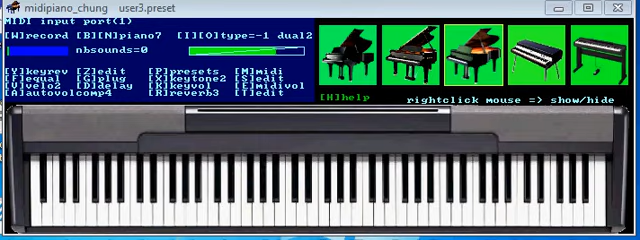 midipiano_chung user3.preset
MIDI input port(1)
[W]record [B][N]piano7 [I][O]type=-1 dual2
nbsounds=0
[Y]keyrev [Z]edit [P]presets [M]midi
[F]equal [G]plug [K]keytone2 [S]edit
[V]velo2 [D]delay [X]keyvol [E]midivol
[A]autovolcomp4 [R]reverb3 [T]edit
[H]help
rightclick mouse => show/hide